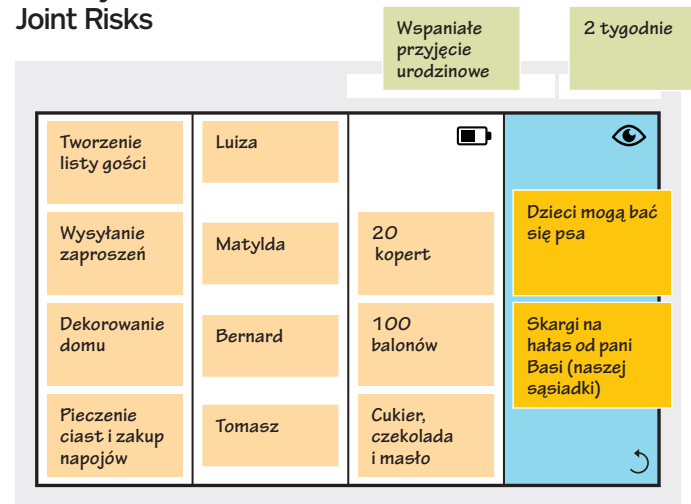 Joint Risks
Wspaniałe
przyjęcie
urodzinowe
2 tygodnie
Tworzenie
listy gości
Luiza
Wysyłanie
zaproszeń
Matylda
20
kopert
Dzieci mogą bać
się psa
Dekorowanie
domu
Bernard
100
balonów
Skargi na
hałas od pani
Basi (naszej
sąsiadki)
Pieczenie
ciast i zakup
napojów
Tomasz
Cukier,
czekolada
i masło